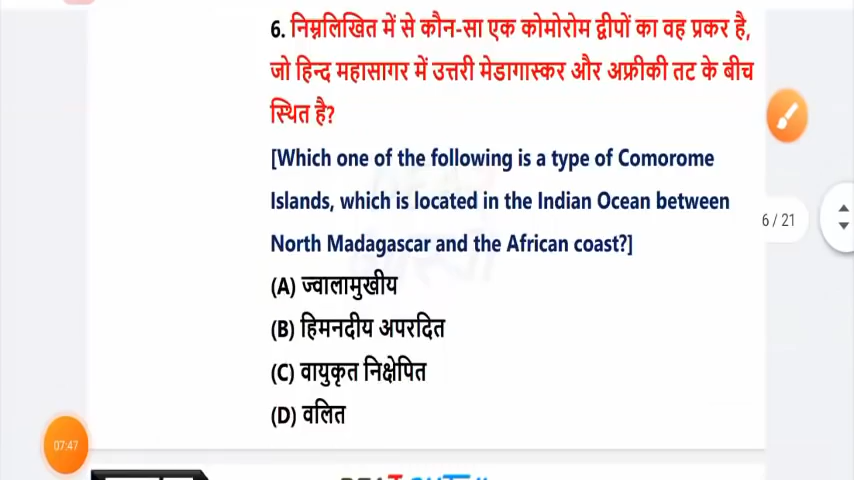 6. निम्नलिखित में से कौन-सा एक कोमोरोम द्वीपों का वह प्रकर है,
जो हिन्द महासागर में उत्तरी मेडागास्कर और अफ्रीकी तट के बीच
स्थित है?
[Which one of the following is a type of Comorome
Islands, which is located in the Indian Ocean between
6 / 21
North Madagascar and the African coast?]
(A) ज्वालामुखीय
(B) हिमनदीय अपरदित
(C) वायुकृत निक्षेपित
(D) वलित
07:47